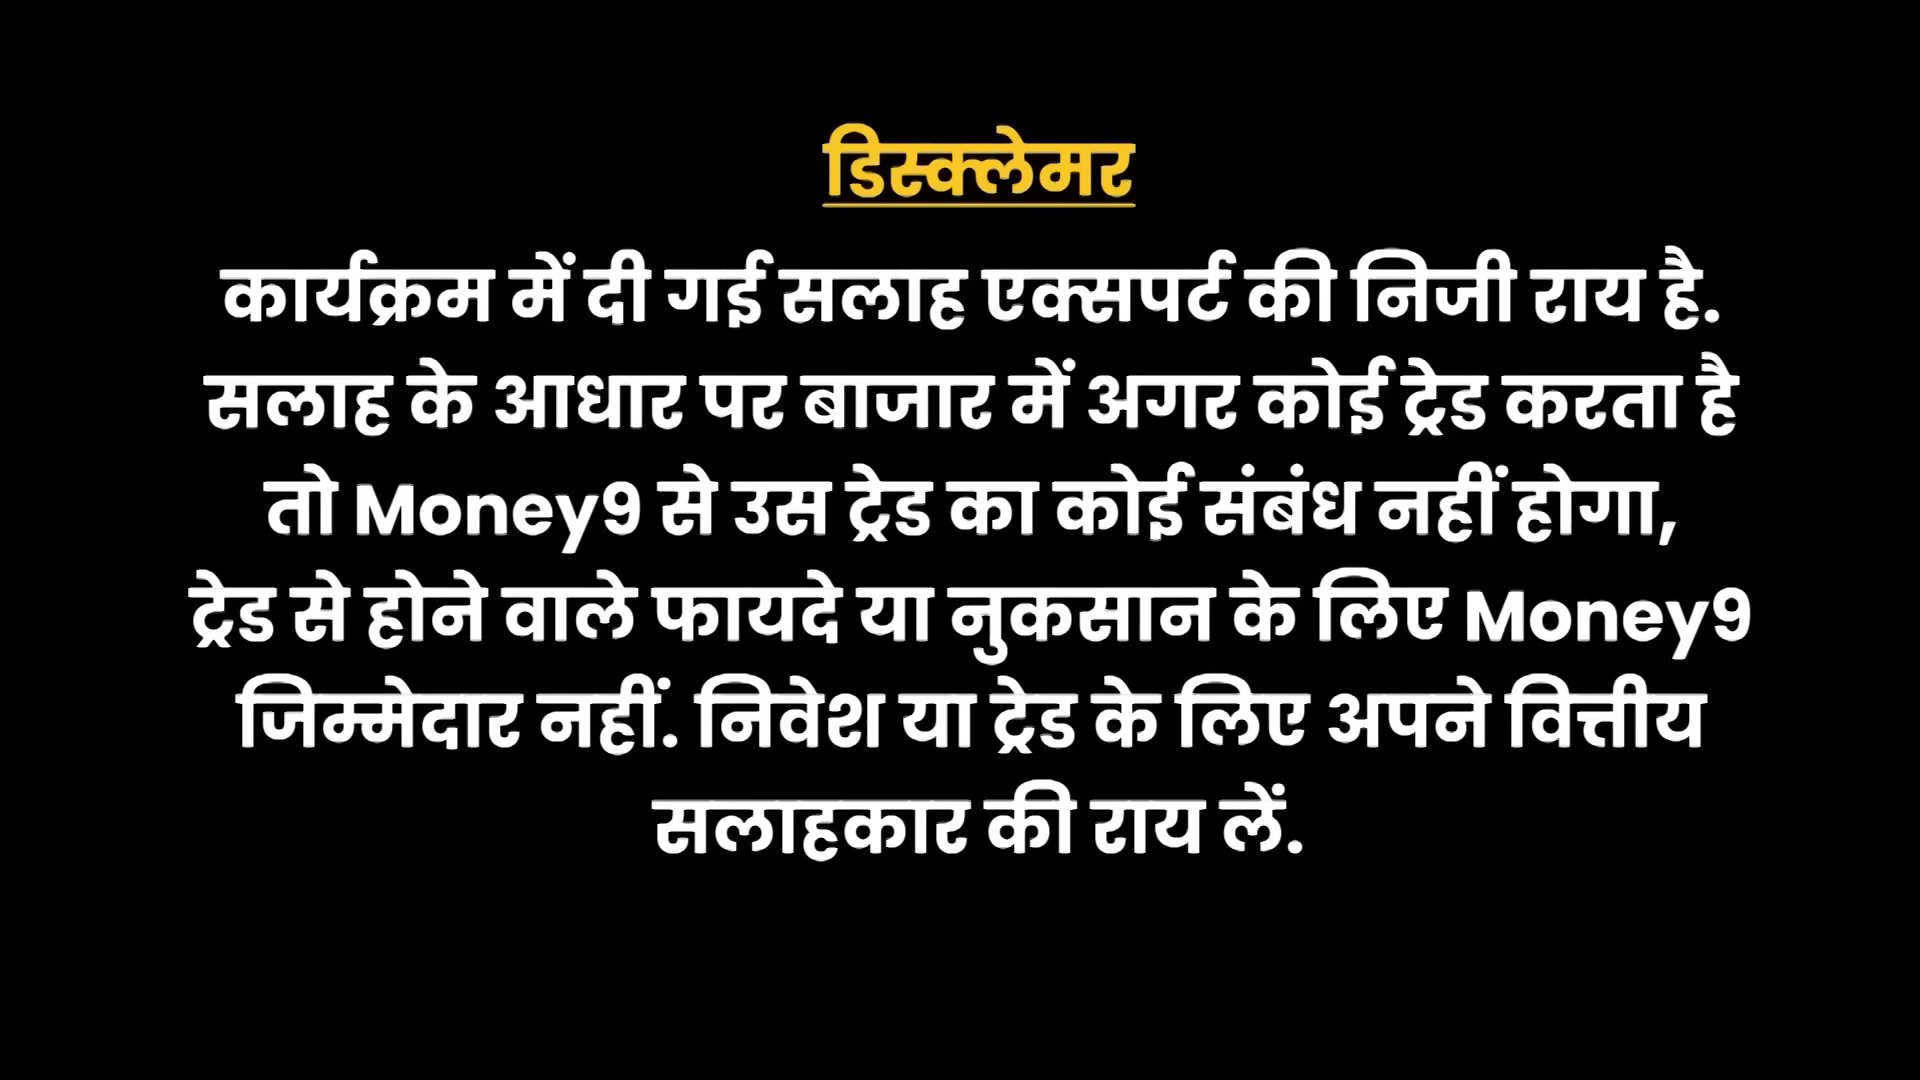 डिस्क्लेमर
कार्यक्रम में दी गई सलाह एक्सपर्ट की निजी राय है.
सलाह के आधार पर बाजार में अगर कोई ट्रेड करता है
तो Money9 से उस ट्रेड का कोई संबंध नहीं होगा,
ट्रेड से होने वाले फायदे या नुकसान के लिए Money9
जिम्मेदार नहीं. निवेश या ट्रेड के लिए अपने वित्तीय
सलाहकार की राय लें.